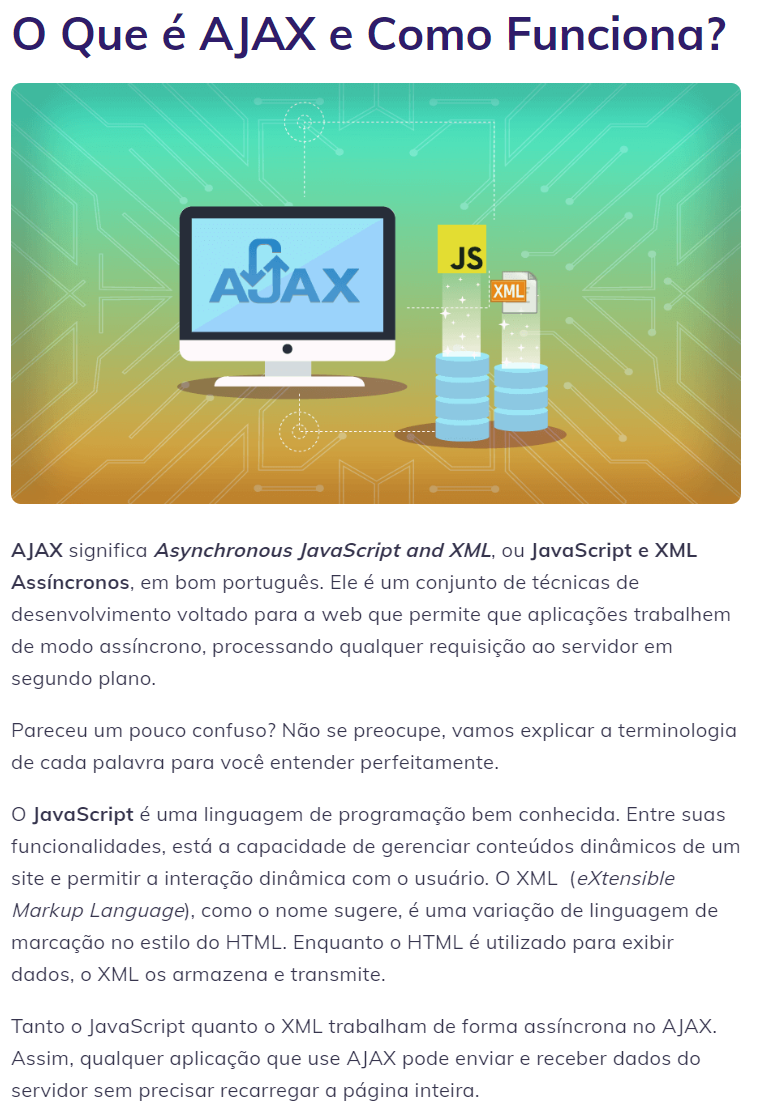 O Que é AJAX e Como Funciona?
AJAX
JS
XML
AJAX significa Asynchronous JavaScript and XML, ou JavaScript e XML
Assíncronos, em bom português. Ele é um conjunto de técnicas de
desenvolvimento voltado para a web que permite que aplicações trabalhem
de modo assíncrono, processando qualquer requisição ao servidor em
segundo plano.
Pareceu um pouco confuso? Não se preocupe, vamos explicar a terminologia
de cada palavra para você entender perfeitamente.
O JavaScript é uma linguagem de programação bem conhecida. Entre suas
funcionalidades, está a capacidade de gerenciar conteúdos dinâmicos de um
site e permitir a interação dinâmica com o usuário. O XML  (eXtensible
Markup Language), como o nome sugere, é uma variação de linguagem de
marcação no estilo do HTML. Enquanto o HTML é utilizado para exibir
dados, o XML os armazena e transmite.
Tanto o JavaScript quanto o XML trabalham de forma assíncrona no AJAX.
Assim, qualquer aplicação que use AJAX pode enviar e receber dados do
servidor sem precisar recarregar a página inteira.